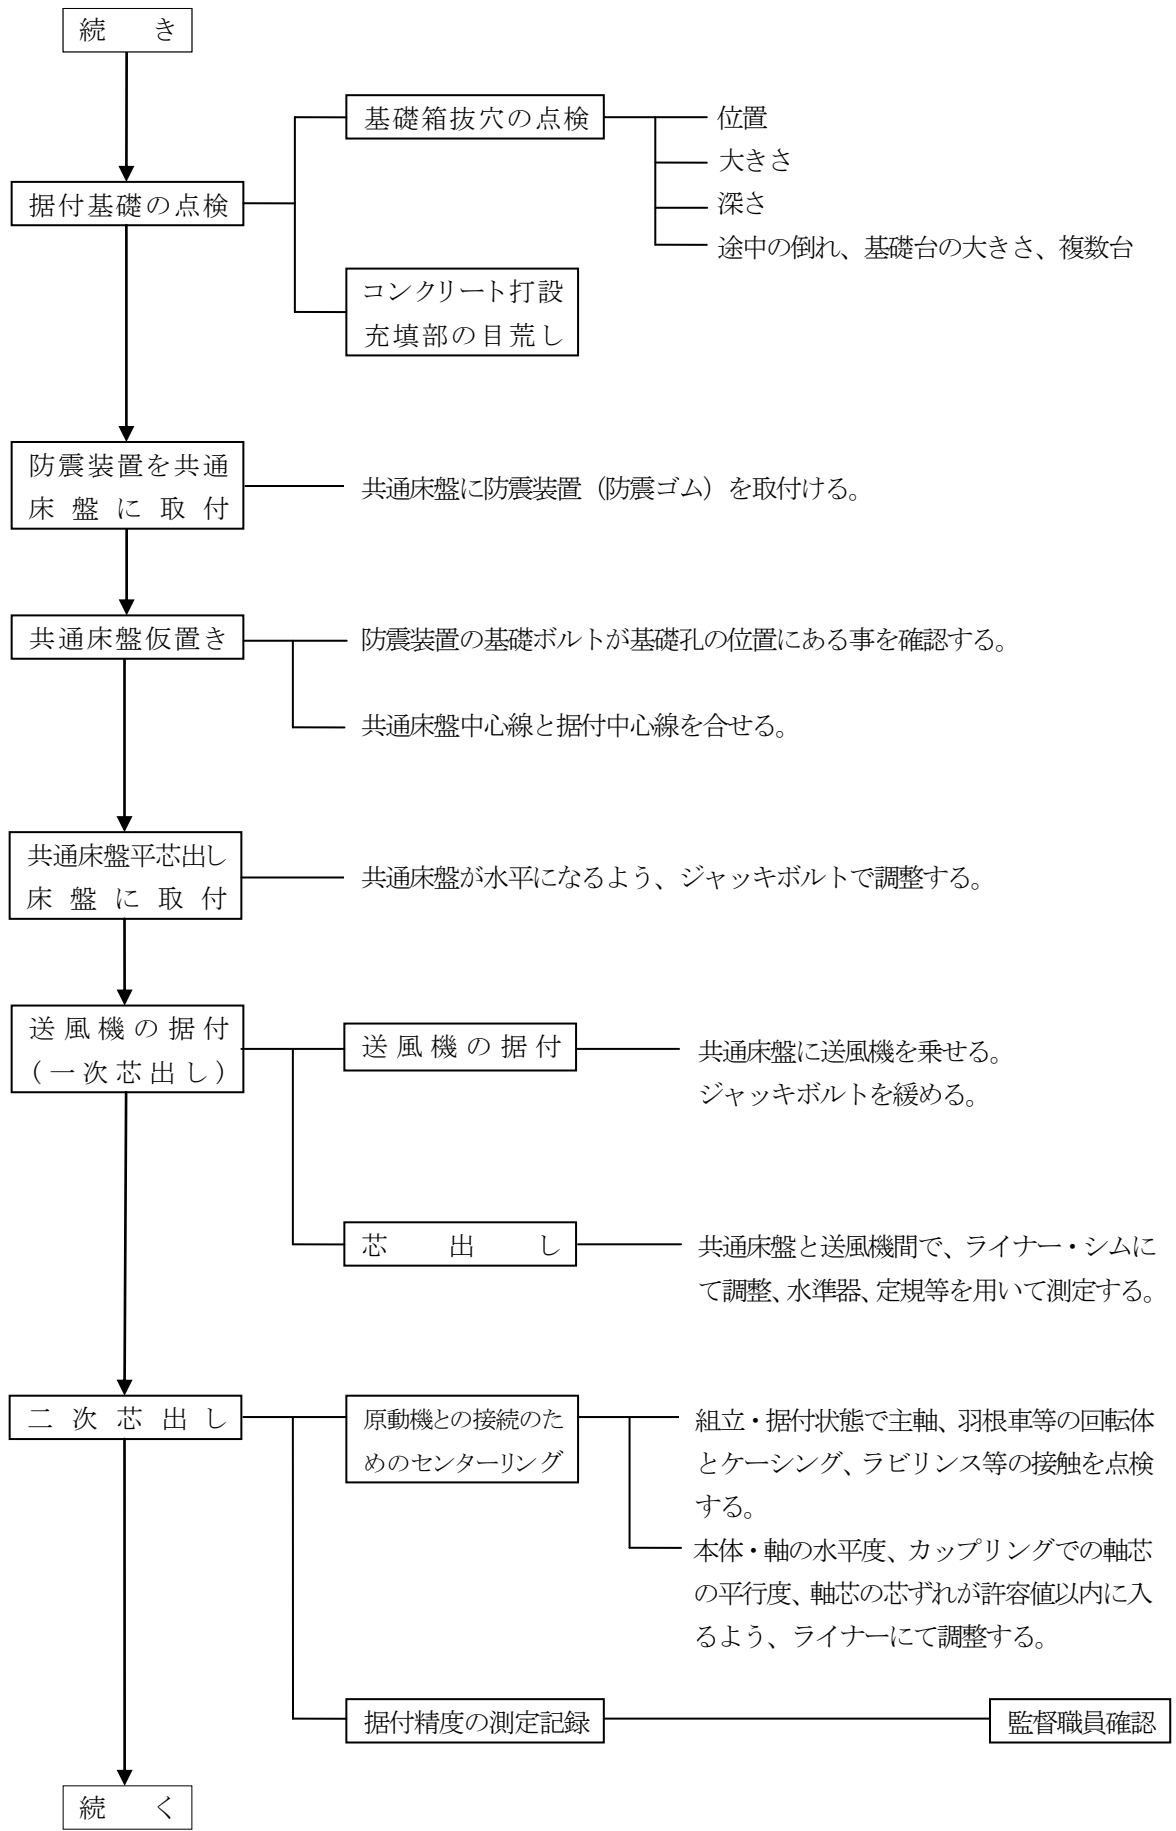 続　き
基礎箱抜穴の点検
位置
大きさ
据付基礎の点検
深さ
途中の倒れ、基礎台の大きさ、複数台
コンクリート打設
充填部の目荒し
防震装置を共通
床盤に取付
共通床盤に防震装置（防震ゴム）を取付ける。
共通床盤仮置き
防震装置の基礎ボルトが基礎孔の位置にある事を確認する。
共通床盤中心線と据付中心線を合せる。
共通床盤平芯出し
床盤に取付
共通床盤が水平になるよう、ジャッキボルトで調整する。
送風機の据付
（一次芯出し）
送風機の据付
共通床盤に送風機を乗せる。
ジャッキボルトを緩める。
芯出し
共通床盤と送風機間で、ライナー・シムに
て調整、水準器、定規等を用いて測定する。
二次芯出し
原動機との接続のた
めのセンターリング
組立・据付状態で主軸、羽根車等の回転体
とケーシング、ラビリンス等の接触を点検
する。
本体・軸の水平度、カップリングでの軸芯
の平行度、軸芯の芯ずれが許容値以内に入
るよう、ライナーにて調整する。
据付精度の測定記録
監督職員確認
続　く